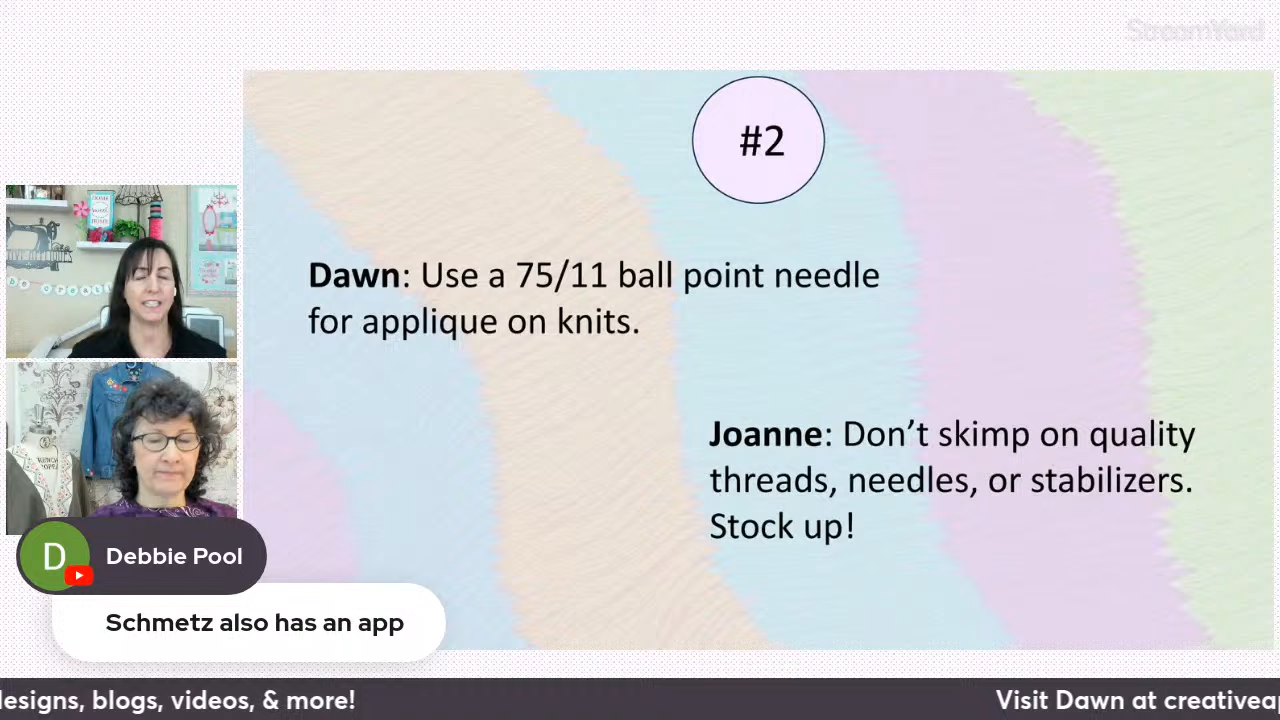 StreamYard
#2
Dawn: Use a 75/11 ball point needle
for applique on knits.
Joanne: Don’t skimp on quality
threads, needles, or stabilizers.
Stock up!
D
Debbie Pool
Schmetz also has an app
designs, blogs, videos, & more!
Visit Dawn at creativeap